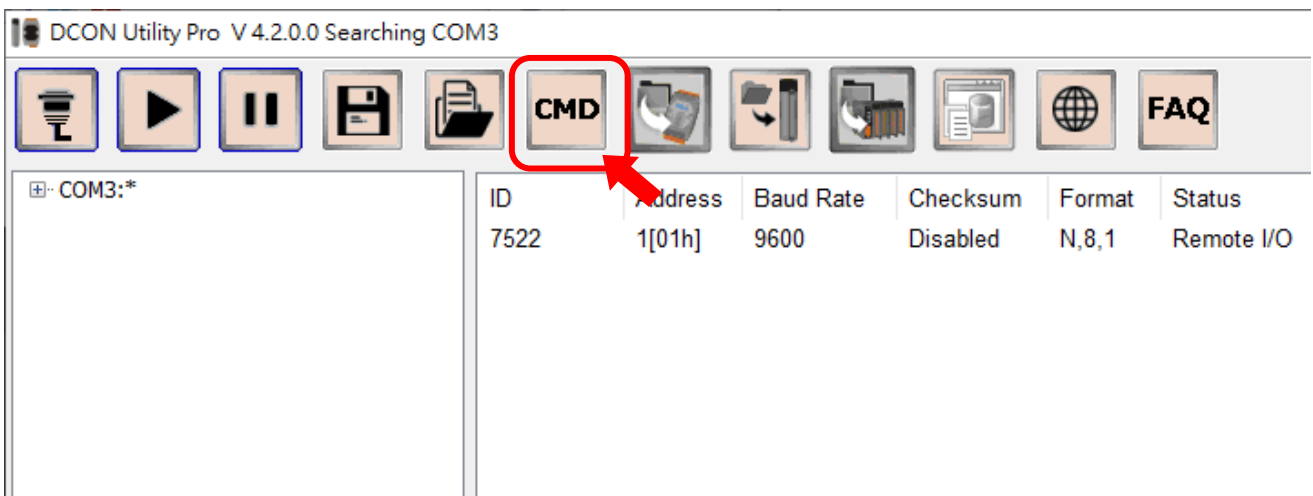 DCON Utility Pro V 4.2.0.0 Searching COM3
CMD FAQ
COM3:*
ID Address Baud Rate Checksum Format Status
7522 1[01h] 9600 Disabled N,8,1 Remote I/O